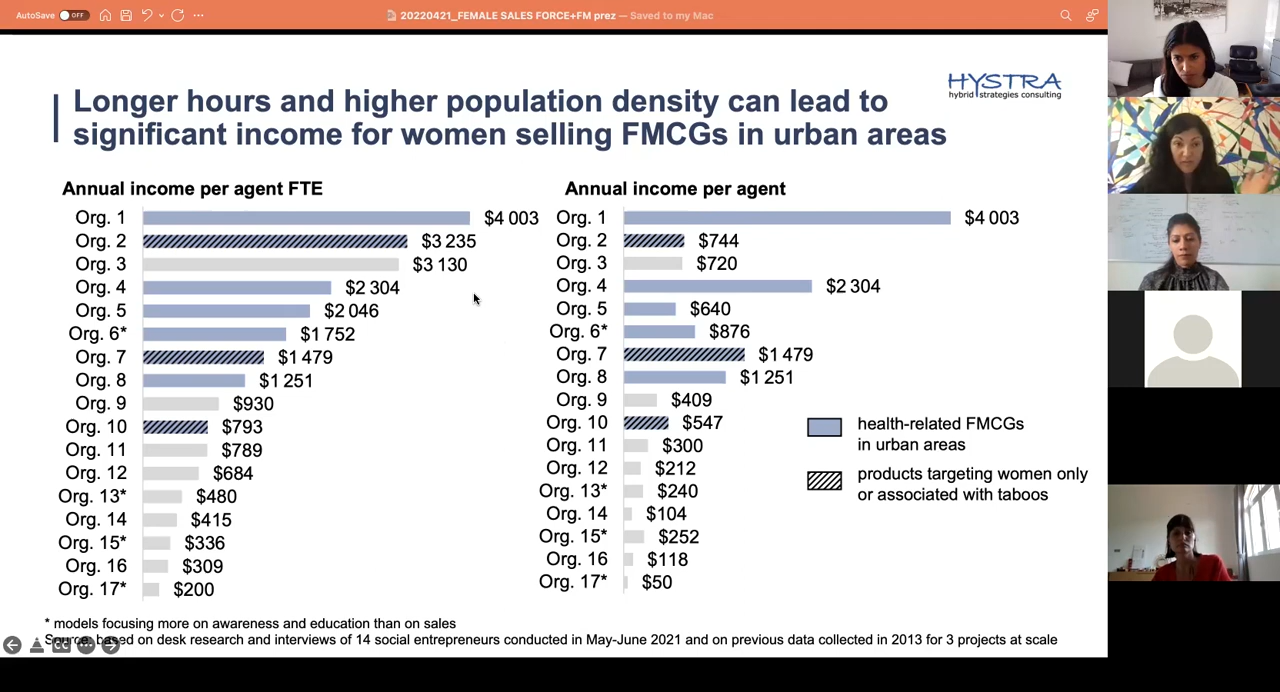 AutoSave OFF
20220421_FEMALE SALES FORCE+FM prez — Saved to my Mac
HYSTRA
hybrid strategies consulting
Longer hours and higher population density can lead to
significant income for women selling FMCGs in urban areas
Annual income per agent FTE
Org. 1 $4 003
Org. 2 $3 235
Org. 3 $3 130
Org. 4 $2 304
Org. 5 $2 046
Org. 6* $1 752
Org. 7 $1 479
Org. 8 $1 251
Org. 9 $930
Org. 10 $793
Org. 11 $789
Org. 12 $684
Org. 13* $480
Org. 14 $415
Org. 15* $336
Org. 16 $309
Org. 17* $200
Annual income per agent
Org. 1 $4 003
Org. 2 $744
Org. 3 $720
Org. 4 $2 304
Org. 5 $640
Org. 6* $876
Org. 7 $1 479
Org. 8 $1 251
Org. 9 $409
Org. 10 $547
Org. 11 $300
Org. 12 $212
Org. 13* $240
Org. 14 $104
Org. 15* $252
Org. 16 $118
Org. 17* $50
health-related FMCGs
in urban areas
products targeting women only
or associated with taboos
* models focusing more on awareness and education than on sales
Source: based on desk research and interviews of 14 social entrepreneurs conducted in May-June 2021 and on previous data collected in 2013 for 3 projects at scale
CC